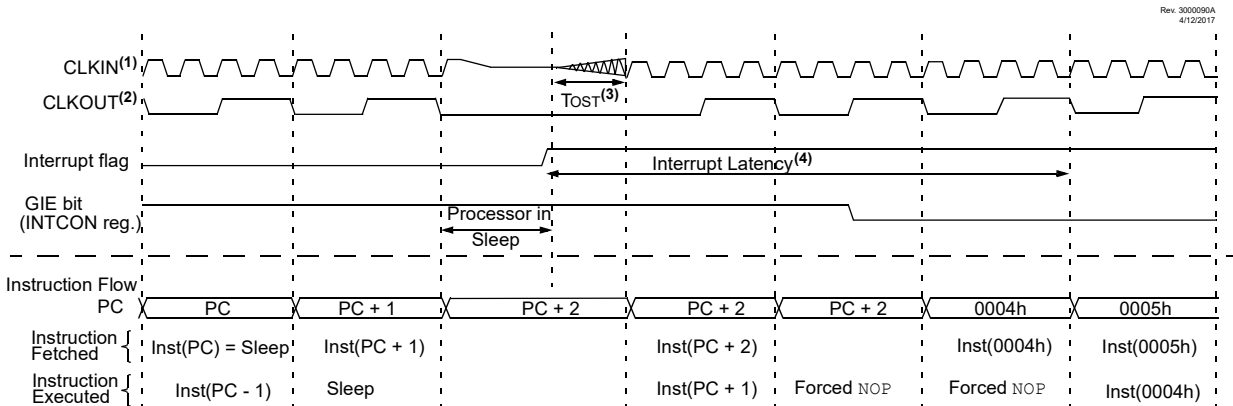 Rev. 3000090A
4/12/2017
CLKIN(1)
CLKOUT(2)
TOST(3)
Interrupt flag
Interrupt Latency(4)
GIE bit
(INTCON reg.)
Processor in
Sleep
Instruction Flow
PC PC PC + 1 PC + 2 PC + 2 PC + 2 0004h 0005h
Instruction
Fetched { Inst(PC) = Sleep Inst(PC + 1) Inst(PC + 2) Inst(0004h) Inst(0005h)
Instruction
Executed { Inst(PC - 1) Sleep Inst(PC + 1) Forced NOP Forced NOP Inst(0004h)